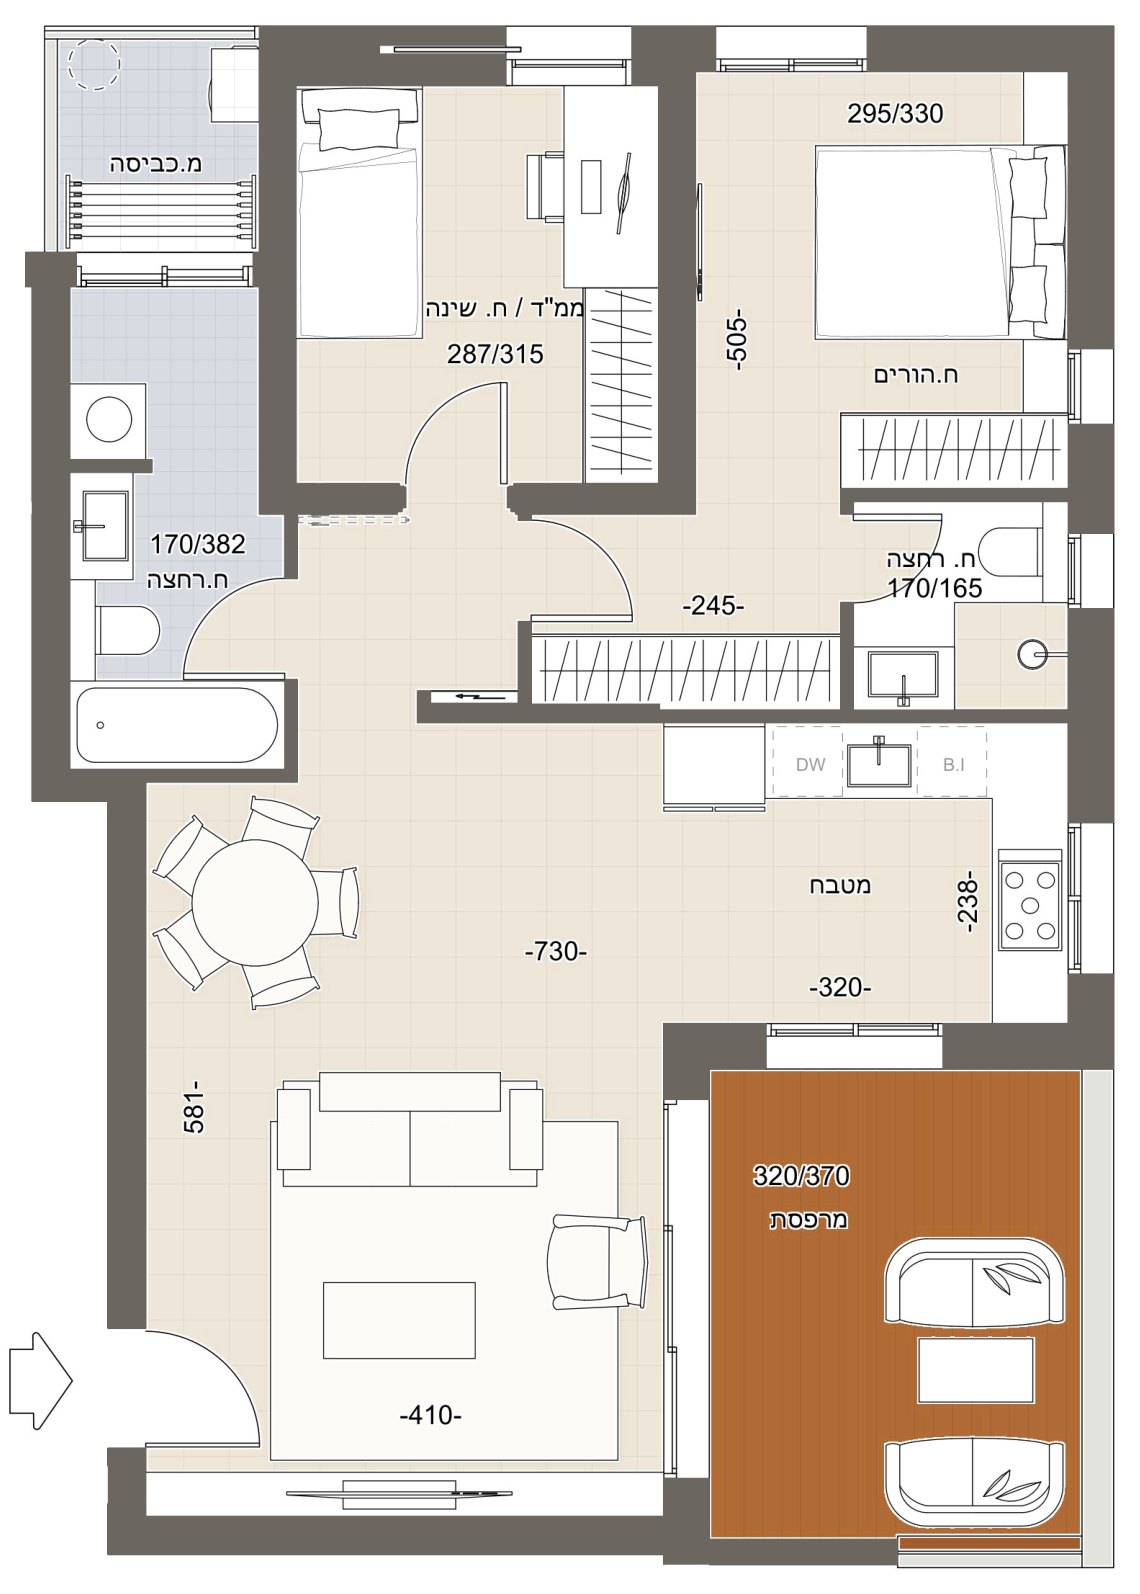 295/330
מ.כביסה
ממ"ד / ח. שינה
287/315
-505-
ח.הורים
170/382
ח.רחצה
ח. רחצה
170/165
-245-
DW
B.I
מטבח
-238-
-730-
-320-
581-
320/370
מרפסת
-410-